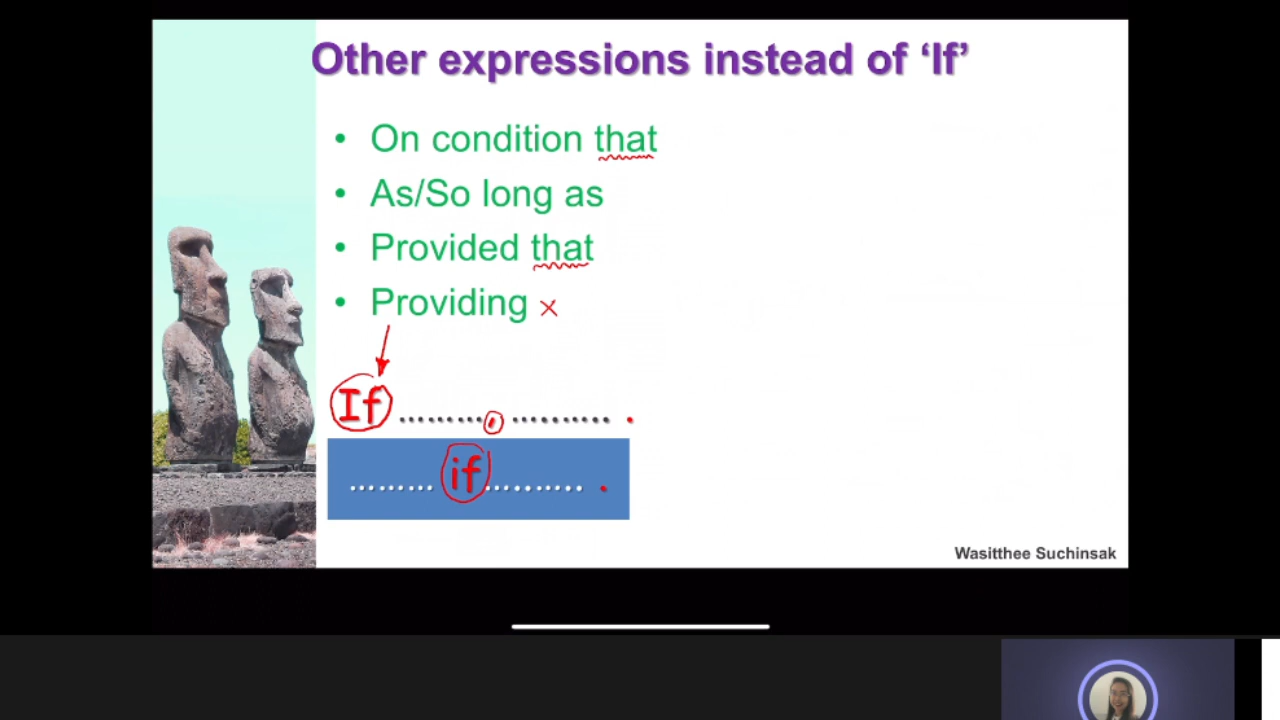 Other expressions instead of ‘If’
• On condition that
• As/So long as
• Provided that
• Providing ×
If ........., .......... .
......... if .......... .
Wasitthee Suchinsak